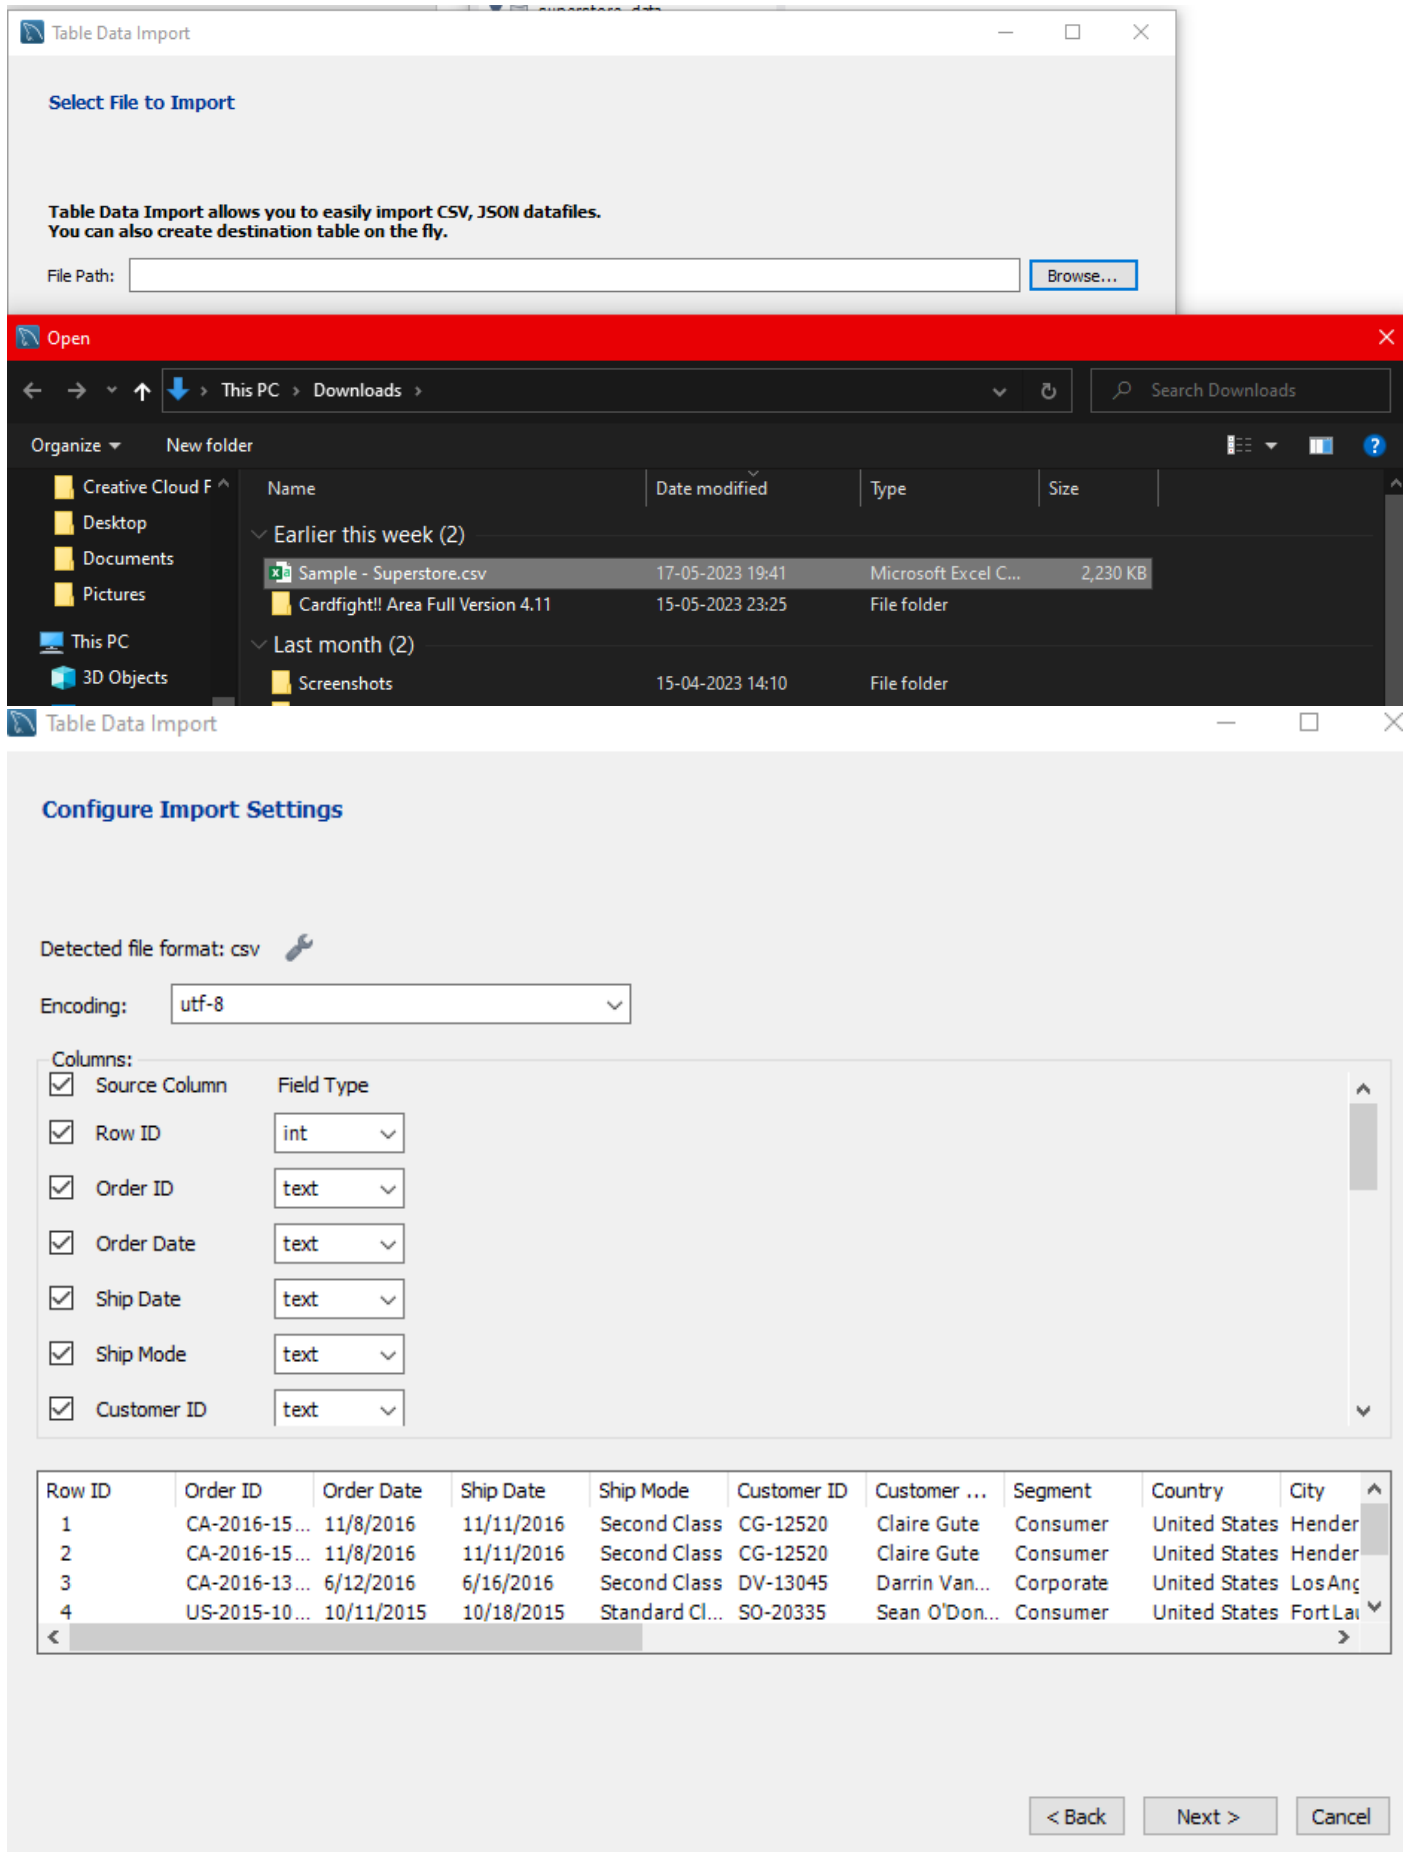 superstore_data
Table Data Import
Select File to Import
Table Data Import allows you to easily import CSV, JSON datafiles.
You can also create destination table on the fly.
File Path: Browse...
Open
This PC > Downloads > Search Downloads
Organize New folder
Creative Cloud F Name Date modified Type Size
Desktop Earlier this week (2)
Documents Sample - Superstore.csv 17-05-2023 19:41 Microsoft Excel C... 2,230 KB
Pictures Cardfight!! Area Full Version 4.11 15-05-2023 23:25 File folder
This PC Last month (2)
3D Objects Screenshots 15-04-2023 14:10 File folder
Table Data Import
Configure Import Settings
Detected file format: csv
Encoding: utf-8
Columns:
Source Column Field Type
Row ID int
Order ID text
Order Date text
Ship Date text
Ship Mode text
Customer ID text
Row ID Order ID Order Date Ship Date Ship Mode Customer ID Customer ... Segment Country City
1 CA-2016-15... 11/8/2016 11/11/2016 Second Class CG-12520 Claire Gute Consumer United States Hender
2 CA-2016-15... 11/8/2016 11/11/2016 Second Class CG-12520 Claire Gute Consumer United States Hender
3 CA-2016-13... 6/12/2016 6/16/2016 Second Class DV-13045 Darrin Van... Corporate United States Los Ang
4 US-2015-10... 10/11/2015 10/18/2015 Standard Cl... SO-20335 Sean O'Don... Consumer United States Fort Lau
< Back Next > Cancel